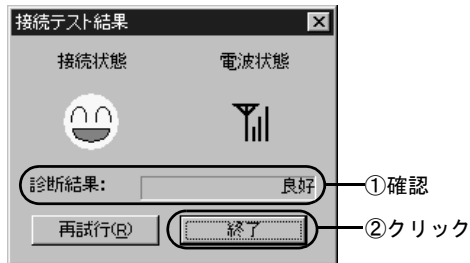 接続テスト結果
接続状態 電波状態
診断結果: 良好 ①確認
再試行(R) 終了 ②クリック